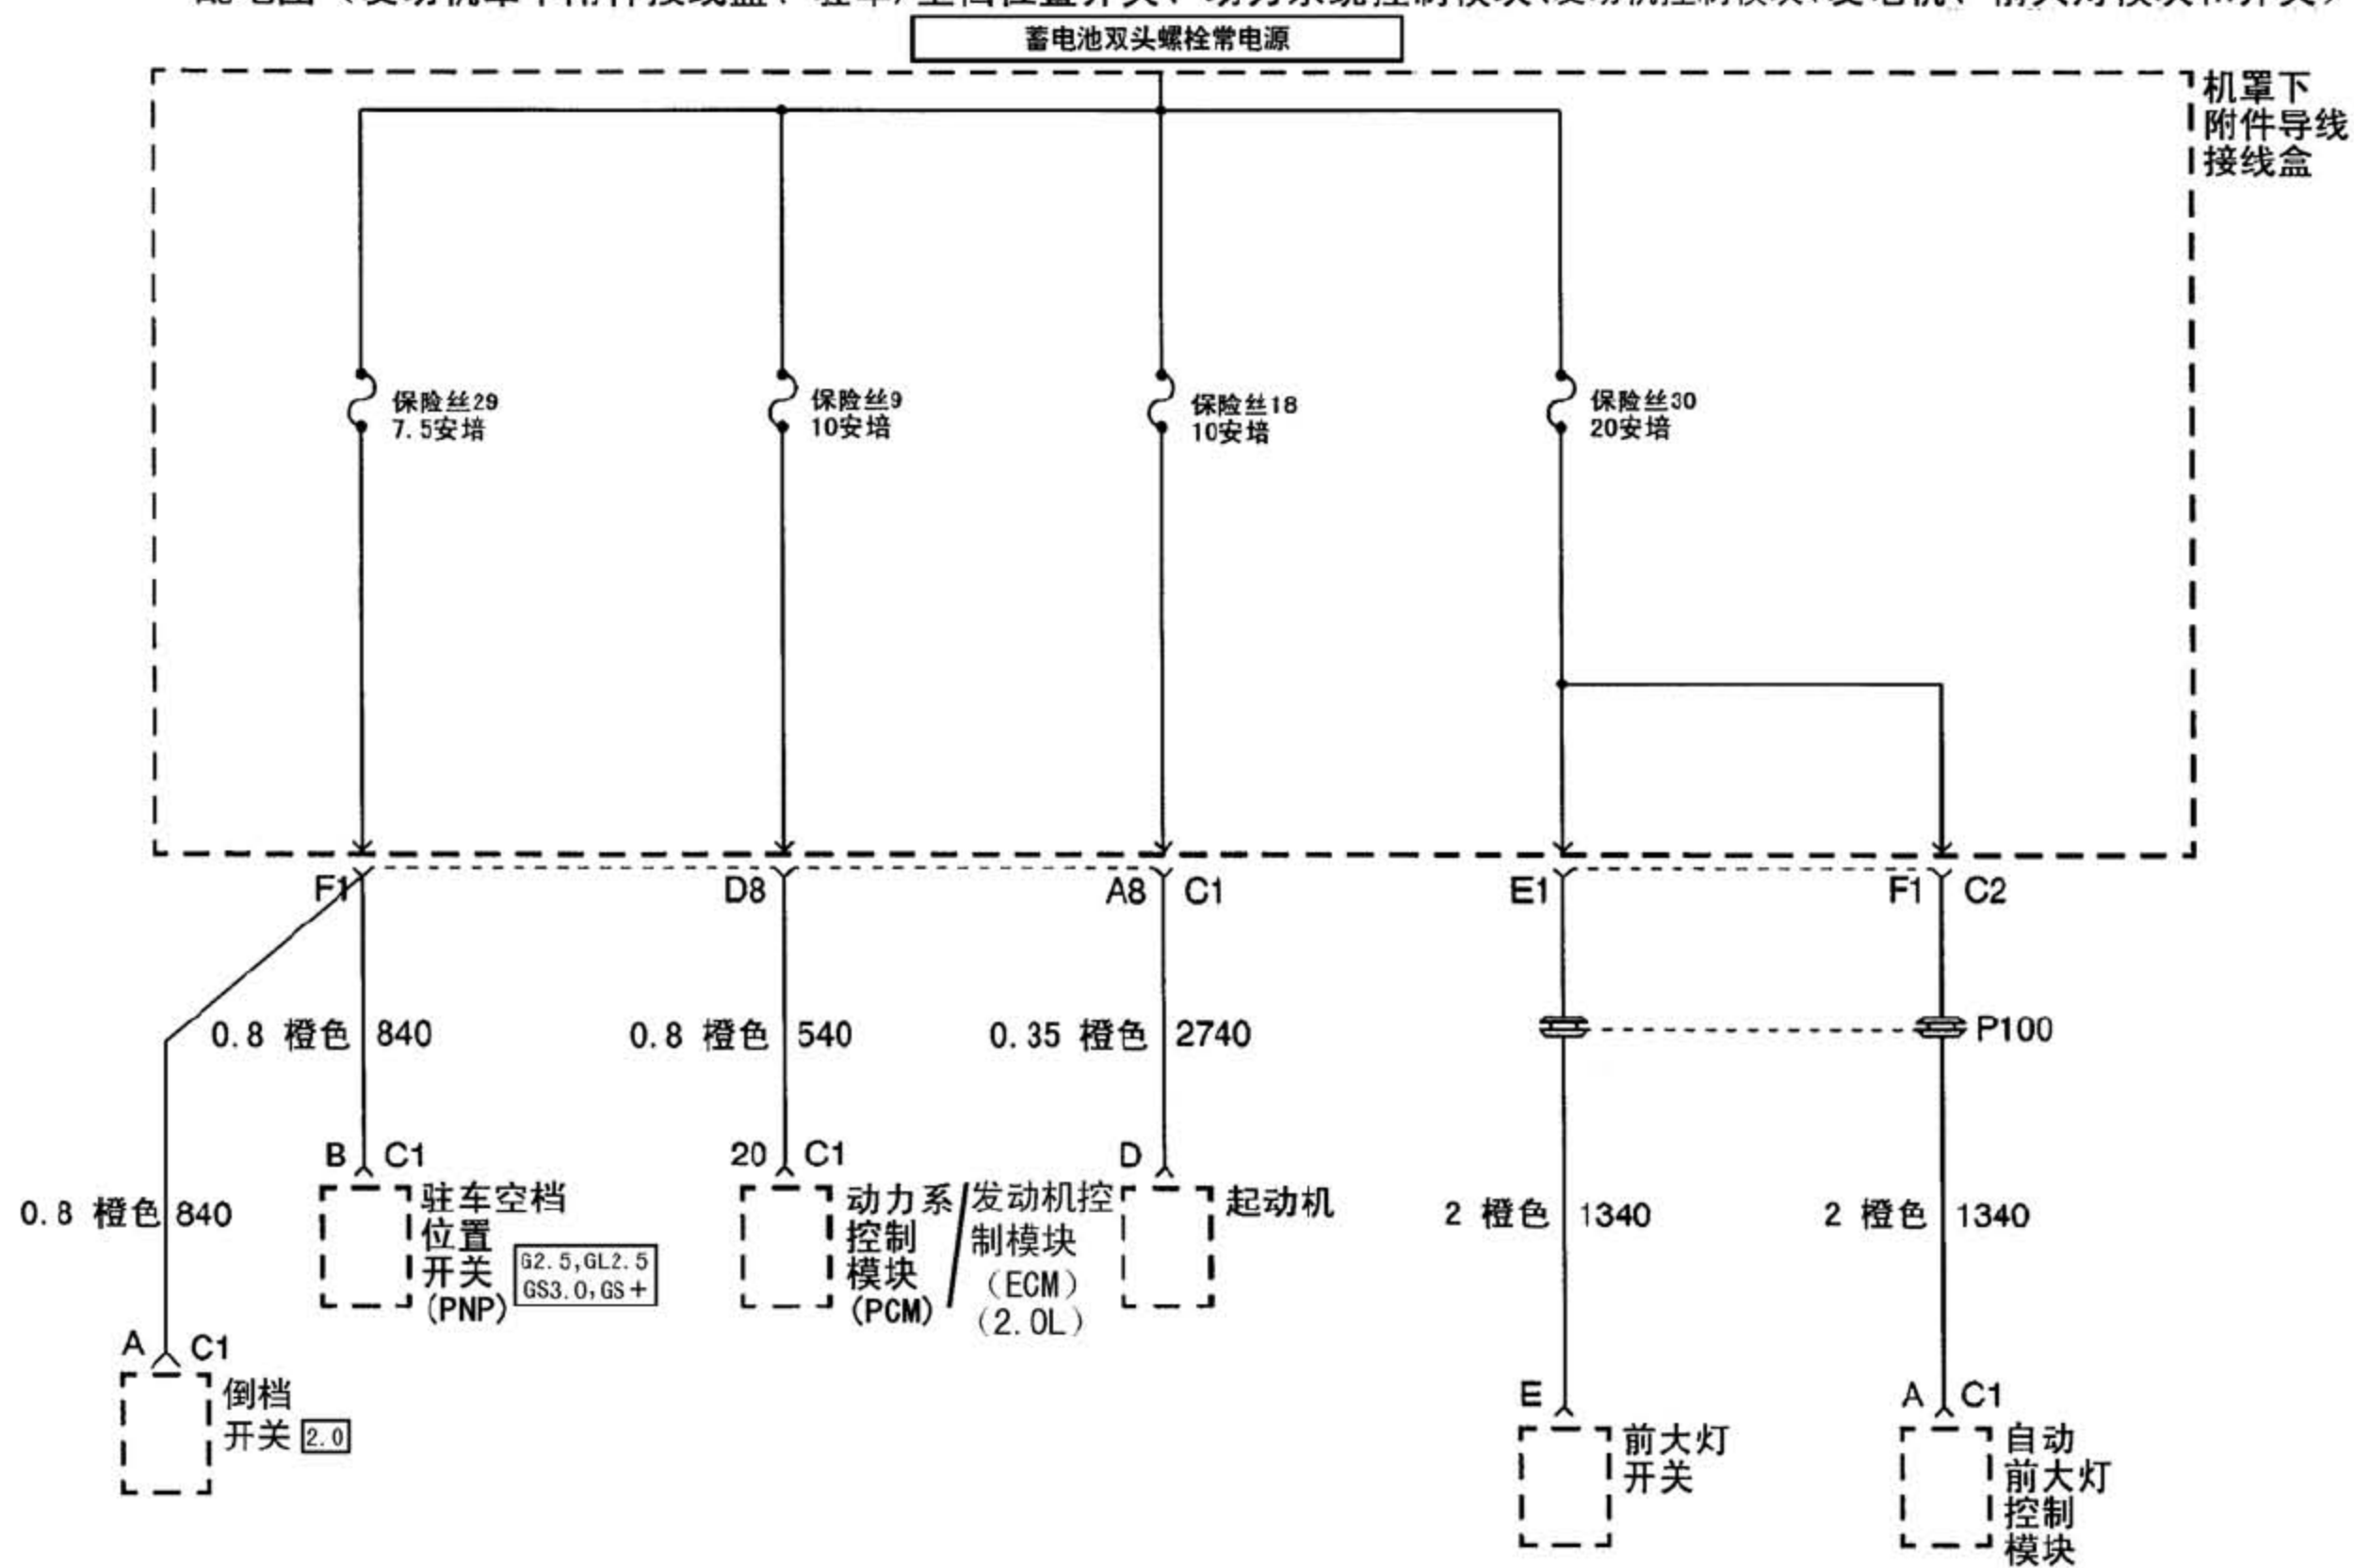 蓄电池双头螺栓常电源
机罩下
附件导线
接线盒
保险丝29
7.5安培
保险丝9
10安培
保险丝18
10安培
保险丝30
20安培
F1
D8
A8 C1
E1
F1 C2
0.8 橙色 840
0.8 橙色 540
0.35 橙色 2740
P100
B C1
20 C1
D
驻车空档
位置
开关
(PNP)
G2.5,GL2.5
GS3.0,GS+
动力系
控制
模块
(PCM)
/
发动机控
制模块
(ECM)
(2.0L)
起动机
0.8 橙色 840
2 橙色 1340
2 橙色 1340
A C1
倒档
开关 2.0
E
前大灯
开关
A C1
自动
前大灯
控制
模块